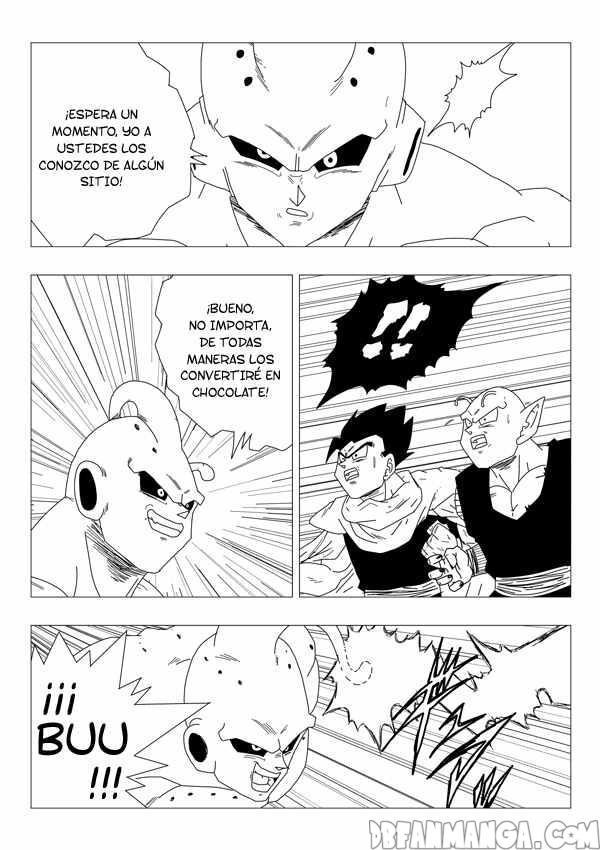 ¡ESPERA UN
MOMENTO, YO A
USTEDES LOS
CONOZCO DE ALGÚN
SITIO!
¡BUENO,
NO IMPORTA,
DE TODAS
MANERAS LOS
CONVERTIRÉ EN
CHOCOLATE!
!!
¡¡¡
BUU
!!!
DBFANMANGA.COM